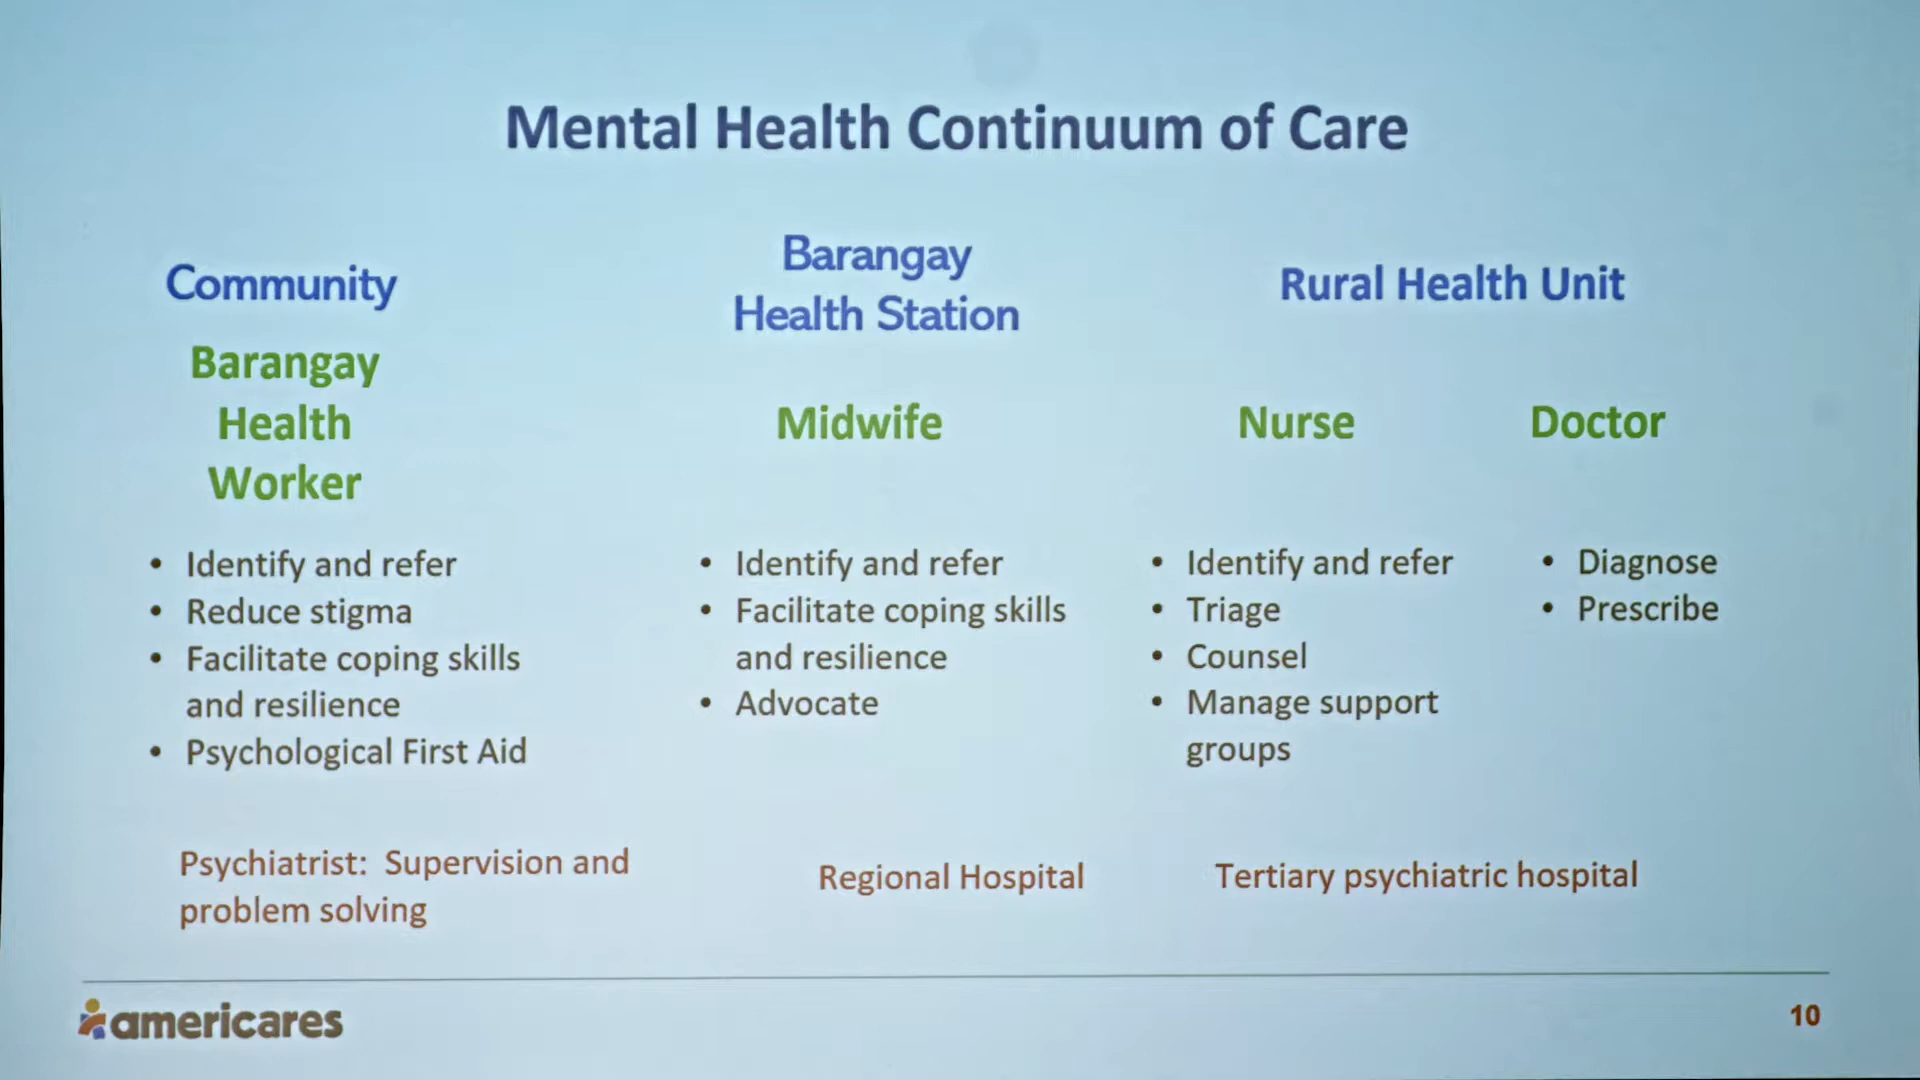 Mental Health Continuum of Care
Community
Barangay
Health
Worker
• Identify and refer
• Reduce stigma
• Facilitate coping skills
and resilience
• Psychological First Aid
Barangay
Health Station
Midwife
• Identify and refer
• Facilitate coping skills
and resilience
• Advocate
Rural Health Unit
Nurse
• Identify and refer
• Triage
• Counsel
• Manage support
groups
Doctor
• Diagnose
• Prescribe
Psychiatrist: Supervision and
problem solving
Regional Hospital
Tertiary psychiatric hospital
americares
10